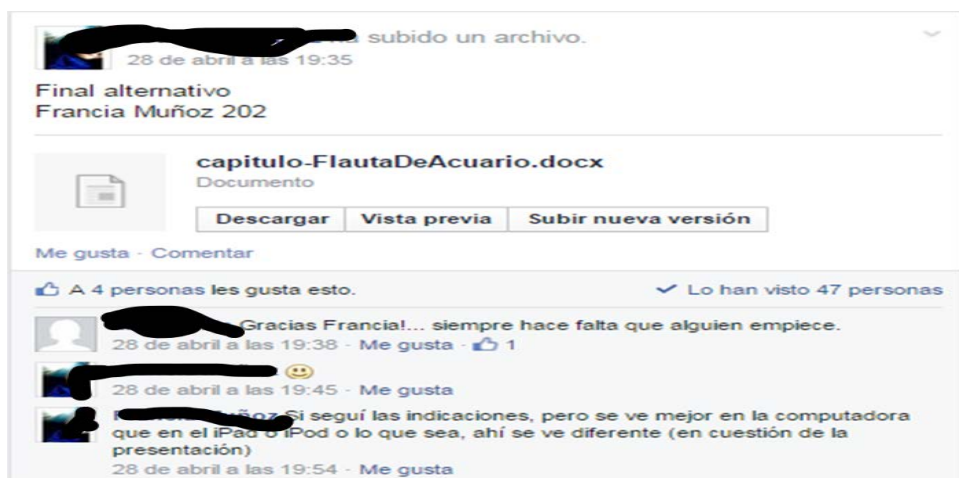 subido un archivo.
28 de abril a las 19:35
Final alternativo
Francia Muñoz 202
capitulo-FlautaDeAcuario.docx
Documento
Descargar Vista previa Subir nueva versión
Me gusta · Comentar
A 4 personas les gusta esto. Lo han visto 47 personas
Gracias Francia!... siempre hace falta que alguien empiece.
28 de abril a las 19:38 · Me gusta · 1
28 de abril a las 19:45 · Me gusta
Si seguí las indicaciones, pero se ve mejor en la computadora
que en el iPad o iPod o lo que sea, ahí se ve diferente (en cuestión de la
presentación)
28 de abril a las 19:54 · Me gusta